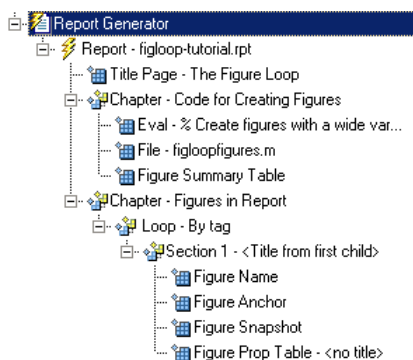 Report Generator
Report - figloop-tutorial.rpt
Title Page - The Figure Loop
Chapter - Code for Creating Figures
Eval - % Create figures with a wide var...
File - figloopfigures.m
Figure Summary Table
Chapter - Figures in Report
Loop - By tag
Section 1 - <Title from first child>
Figure Name
Figure Anchor
Figure Snapshot
Figure Prop Table - <no title>